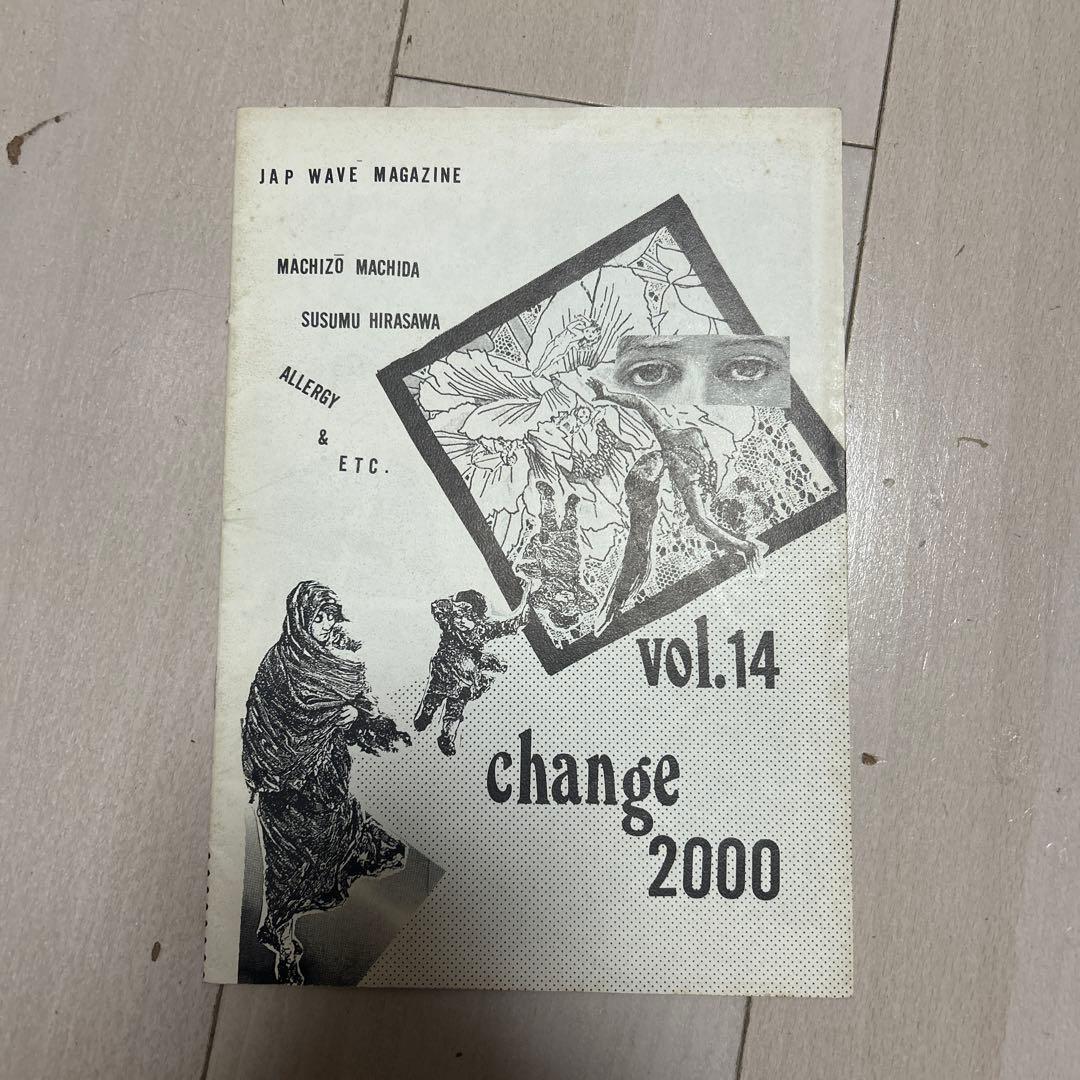 JAP WAVE MAGAZINE
MACHIZŌ MACHIDA
SUSUMU HIRASAWA
ALLERGY
&
ETC.
vol.14
change
2000